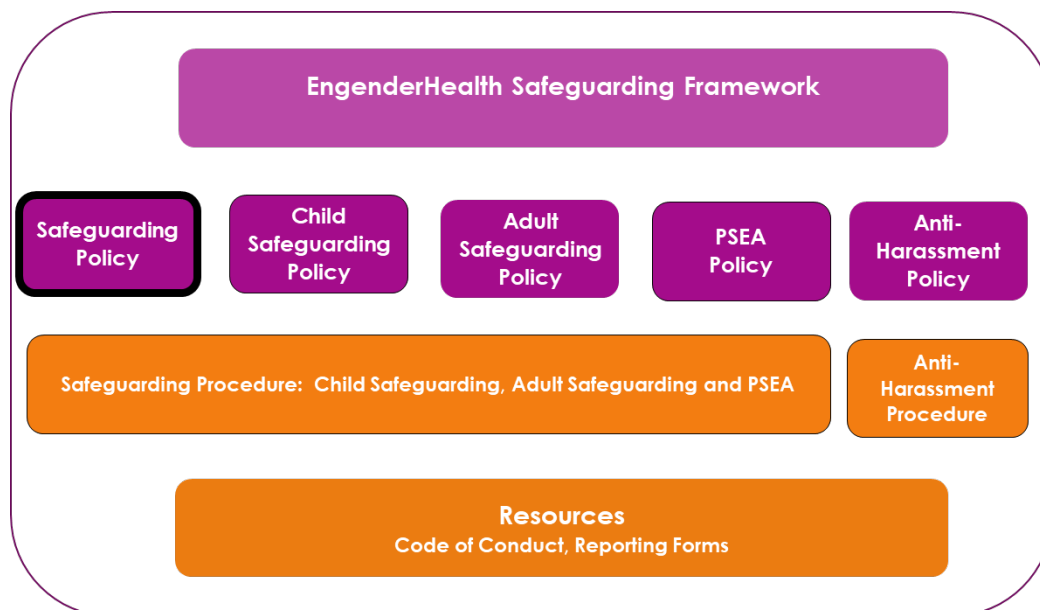 EngenderHealth Safeguarding Framework
Safeguarding
Policy
Child
Safeguarding
Policy
Adult
Safeguarding
Policy
PSEA
Policy
Anti-
Harassment
Policy
Safeguarding Procedure: Child Safeguarding, Adult Safeguarding and PSEA
Anti-
Harassment
Procedure
Resources
Code of Conduct, Reporting Forms